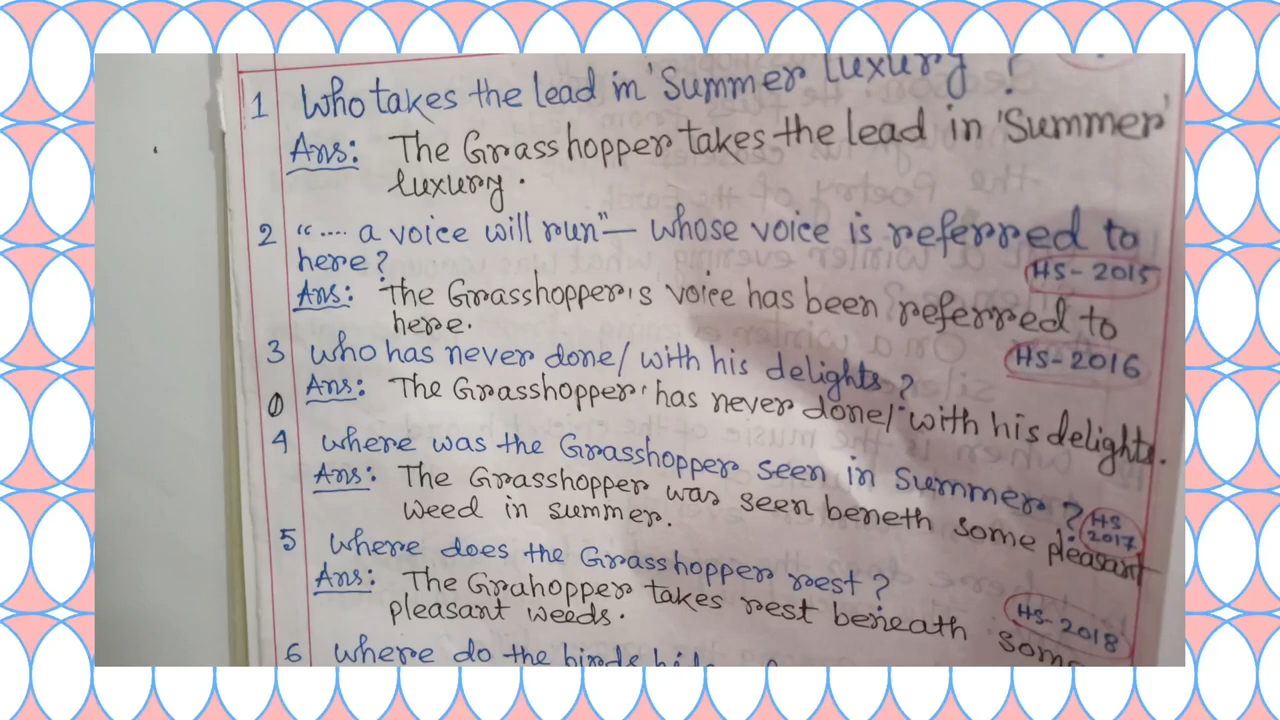 1 Who takes the lead in 'Summer luxury ?
Ans: The Grasshopper takes the lead in 'Summer'
luxury.
2 ".... a voice will run" — whose voice is referred to
here?
HS - 2015
Ans: The Grasshopper's voice has been referred to
here.
3 who has never done/ with his delights ?
HS - 2016
Ans: The Grasshopper' has never done/ with his delights.
4 where was the Grasshopper seen in Summer ?
HS 2017
Ans: The Grasshopper was seen beneth some pleasant
weed in summer.
5 where does the Grasshopper rest ?
HS - 2018
Ans: The Grahopper takes rest beneath some
pleasant weeds.
6 where do the birds